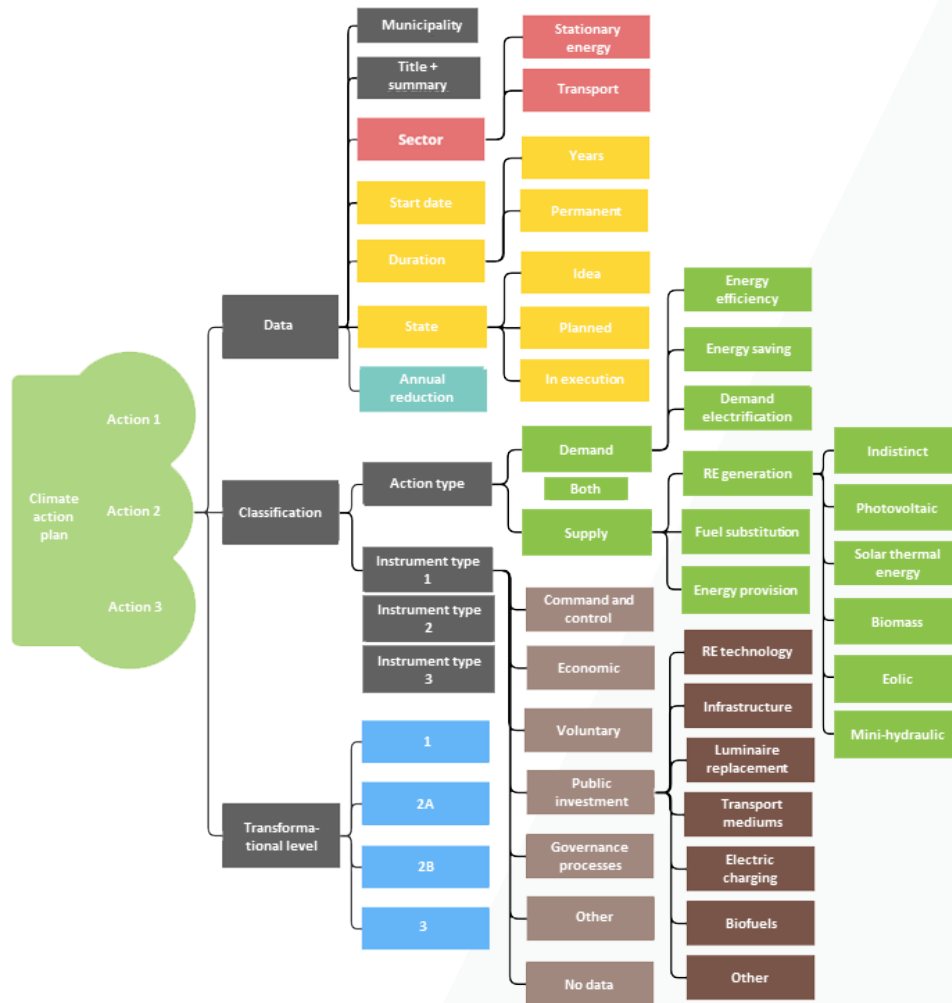 Climate
action
plan
Action 1
Action 2
Action 3
Data
Municipality
Title +
summary
Sector
Stationary
energy
Transport
Start date
Duration
Years
Permanent
State
Idea
Planned
In execution
Annual
reduction
Classification
Action type
Demand
Both
Supply
Energy
efficiency
Energy saving
Demand
electrification
RE generation
Fuel substitution
Energy provision
Indistinct
Photovoltaic
Solar thermal
energy
Biomass
Eolic
Mini-hydraulic
Instrument type
1
Instrument type
2
Instrument type
3
Command and
control
Economic
Voluntary
Public
investment
Governance
processes
Other
No data
RE technology
Infrastructure
Luminaire
replacement
Transport
mediums
Electric
charging
Biofuels
Other
Transforma-
tional level
1
2A
2B
3